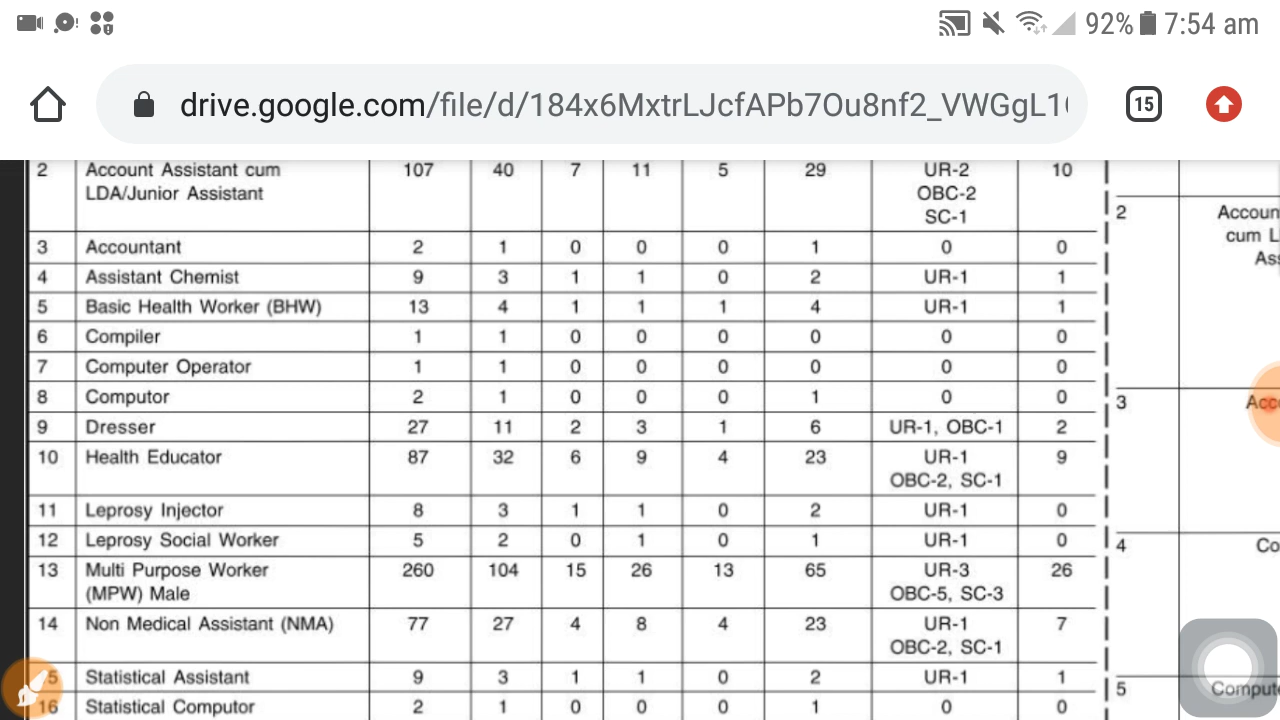 92% 7:54 am
drive.google.com/file/d/184x6MxtrLJcfAPb7Ou8nf2_VWGgL1
15
2 Account Assistant cum 107 40 7 11 5 29 UR-2 10
LDA/Junior Assistant OBC-2
SC-1
3 Accountant 2 1 0 0 0 1 0 0
4 Assistant Chemist 9 3 1 1 0 2 UR-1 1
5 Basic Health Worker (BHW) 13 4 1 1 1 4 UR-1 1
6 Compiler 1 1 0 0 0 0 0 0
7 Computer Operator 1 1 0 0 0 0 0 0
8 Computor 2 1 0 0 0 1 0 0
9 Dresser 27 11 2 3 1 6 UR-1, OBC-1 2
10 Health Educator 87 32 6 9 4 23 UR-1 9
OBC-2, SC-1
11 Leprosy Injector 8 3 1 1 0 2 UR-1 0
12 Leprosy Social Worker 5 2 0 1 0 1 UR-1 0
13 Multi Purpose Worker 260 104 15 26 13 65 UR-3 26
(MPW) Male OBC-5, SC-3
14 Non Medical Assistant (NMA) 77 27 4 8 4 23 UR-1 7
OBC-2, SC-1
5 Statistical Assistant 9 3 1 1 0 2 UR-1 1
16 Statistical Computor 2 1 0 0 0 1 0 0
2 Accoun
cum L
Ass
3 Acco
4 Co
5 Compute